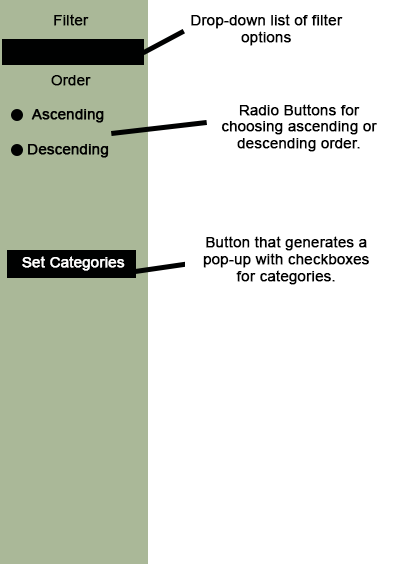 Filter
Drop-down list of filter
options
Order
Ascending
Radio Buttons for
choosing ascending or
descending order.
Descending
Button that generates a
pop-up with checkboxes
for categories.
Set Categories